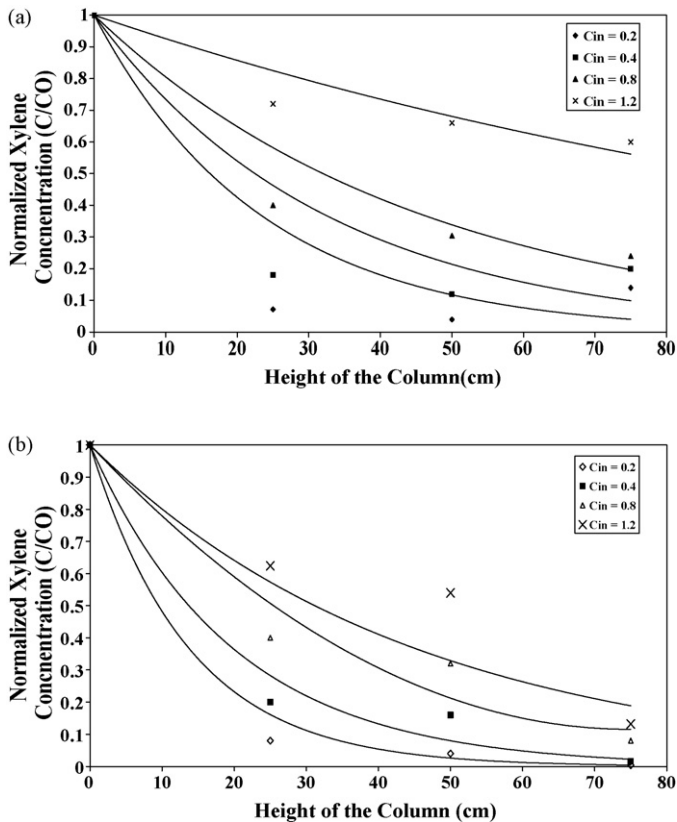 (a)
1
0.9
0.8
0.7
0.6
0.5
0.4
0.3
0.2
0.1
0
Normalized Xylene
Concnentration (C/CO)
Cin = 0.2
Cin = 0.4
Cin = 0.8
Cin = 1.2
0 10 20 30 40 50 60 70 80
Height of the Column(cm)
(b)
1
0.9
0.8
0.7
0.6
0.5
0.4
0.3
0.2
0.1
0
Normalized Xylene
Concnentration (C/CO)
Cin = 0.2
Cin = 0.4
Cin = 0.8
Cin = 1.2
0 10 20 30 40 50 60 70 80
Height of the Column (cm)